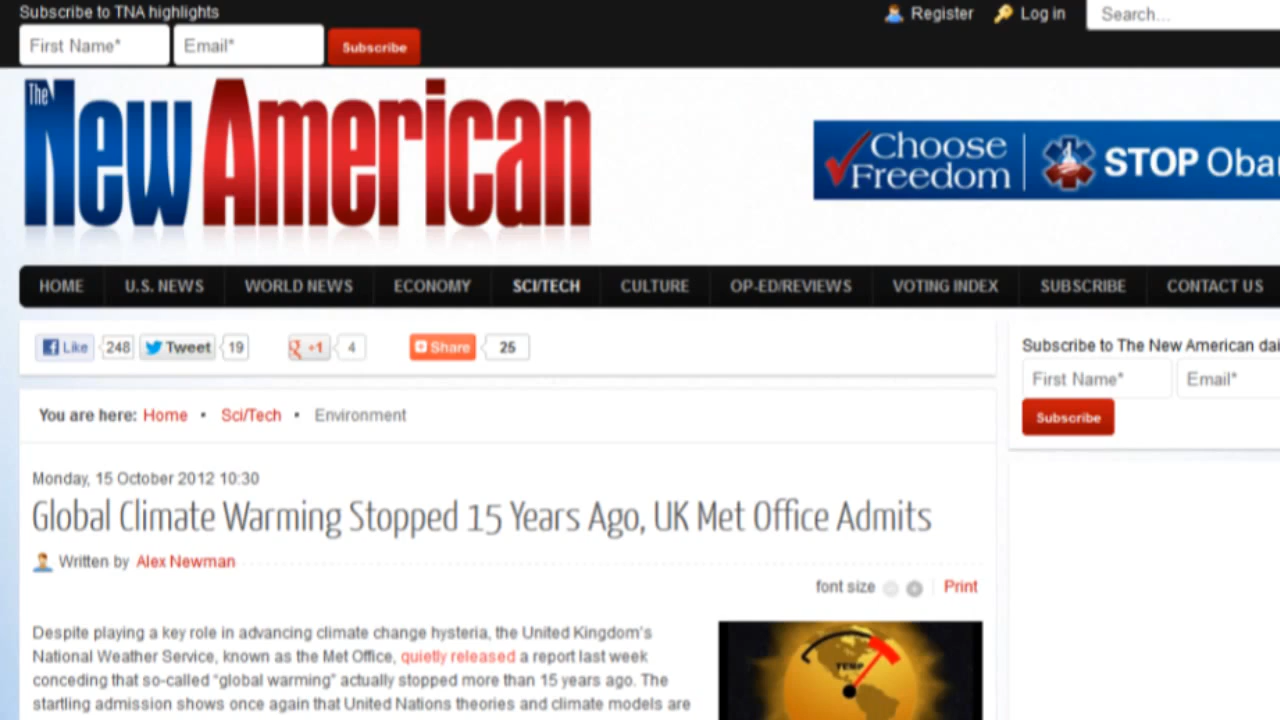 Subscribe to TNA highlights
Register
Log in
Search...
First Name*
Email*
Subscribe
The New American
Choose Freedom
STOP Obar
HOME
U.S. NEWS
WORLD NEWS
ECONOMY
SCI/TECH
CULTURE
OP-ED/REVIEWS
VOTING INDEX
SUBSCRIBE
CONTACT US
Like 248 Tweet 19 +1 4 Share 25
Subscribe to The New American dai
First Name*
Email*
Subscribe
You are here: Home • Sci/Tech • Environment
Monday, 15 October 2012 10:30
Global Climate Warming Stopped 15 Years Ago, UK Met Office Admits
Written by Alex Newman
font size
Print
Despite playing a key role in advancing climate change hysteria, the United Kingdom's
National Weather Service, known as the Met Office, quietly released a report last week
conceding that so-called "global warming" actually stopped more than 15 years ago. The
startling admission shows once again that United Nations theories and climate models are
TEMP